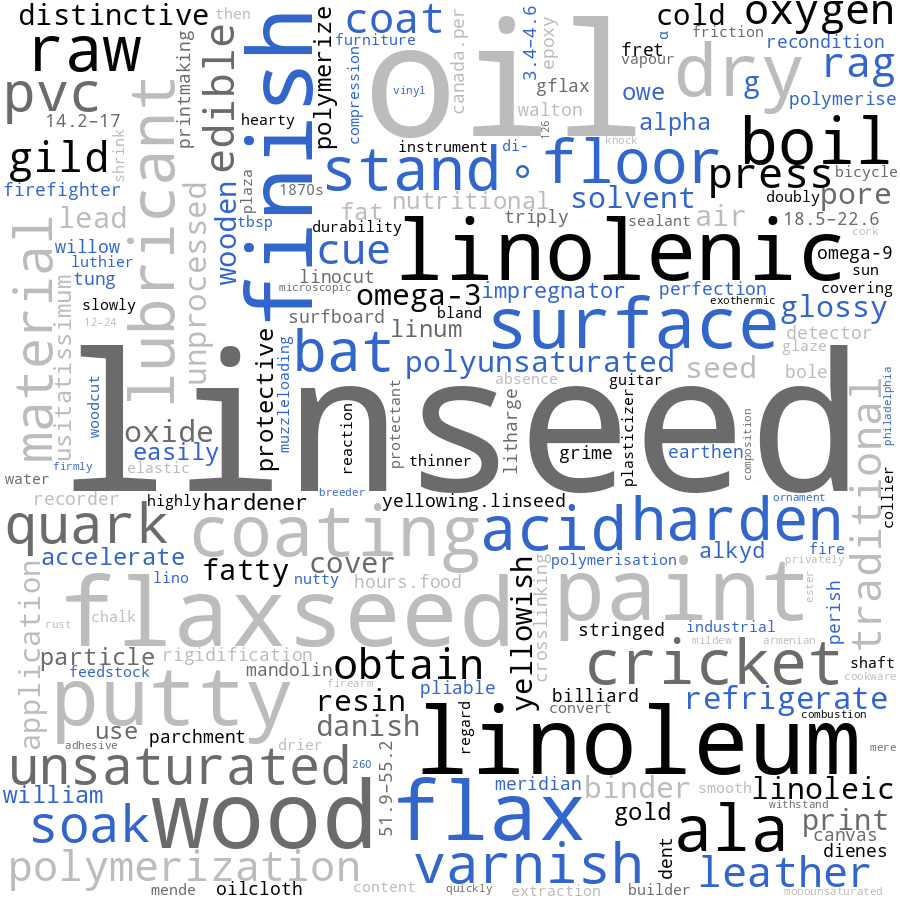 distinctive
then
coat
cold
oxygen
raw
finish
polymerize
furniture
oil
canada.per
3.4–4.6
epoxy
α
friction
recondition
fret
vapour
dry
rag
pvc
14.2–17
printmaking
edible
compression
vinyl
gflax
walton
owe
g
polymerise
alpha
hearty
shrink
lubricant
126
knock
gild
instrument
di-
boil
stand
°
floor
press
bicycle
firefighter
plaza
1870s
nutritional
solvent
doubly
pore
lead
unprocessed
wooden
tbsp
fat
triply
sealant
air
18.5–22.6
cork
material
willow
luthier
durability
cue
linolenic
omega-9
sun
tung
usitatissimum
linocut
microscopic
omega-3
impregnator
perfection
covering
exothermic
slowly
12–24
surfboard
linum
bland
surface
glossy
detector
glaze
protective
muzzleloading
bat
polyunsaturated
seed
bole
absence
guitar
linseed
woodcut
oxide
easily
elastic
firmly
reaction
protectant
thinner
litharge
grime
plasticizer
earthen
composition
traditional
philadelphia
collier
water
recorder
highly
hardener
breeder
yellowing.linseed
ornament
quark
coating
acid
harden
accelerate
lino
fatty
nutty
cover
hours.food
polymerisation
alkyd
fire
privately
application
flaxseed
chalk
rust
yellowish
crosslinking
paint
ester
perish
stringed
industrial
mildew
armenian
particle
rigidification
feedstock
mandolin
obtain
cricket
shaft
cookware
putty
firearm
resin
pliable
billiard
convert
refrigerate
combustion
use
parchment
adhesive
danish
drier
regard
linoleum
mere
unsaturated
260
51.9–55.2
meridian
binder
smooth
linoleic
william
soak
wood
flax
gold
ala
withstand
print
canvas
dienes
polymerization
varnish
dent
leather
mende
oilcloth
content
quickly
extraction
builder
monounsaturated